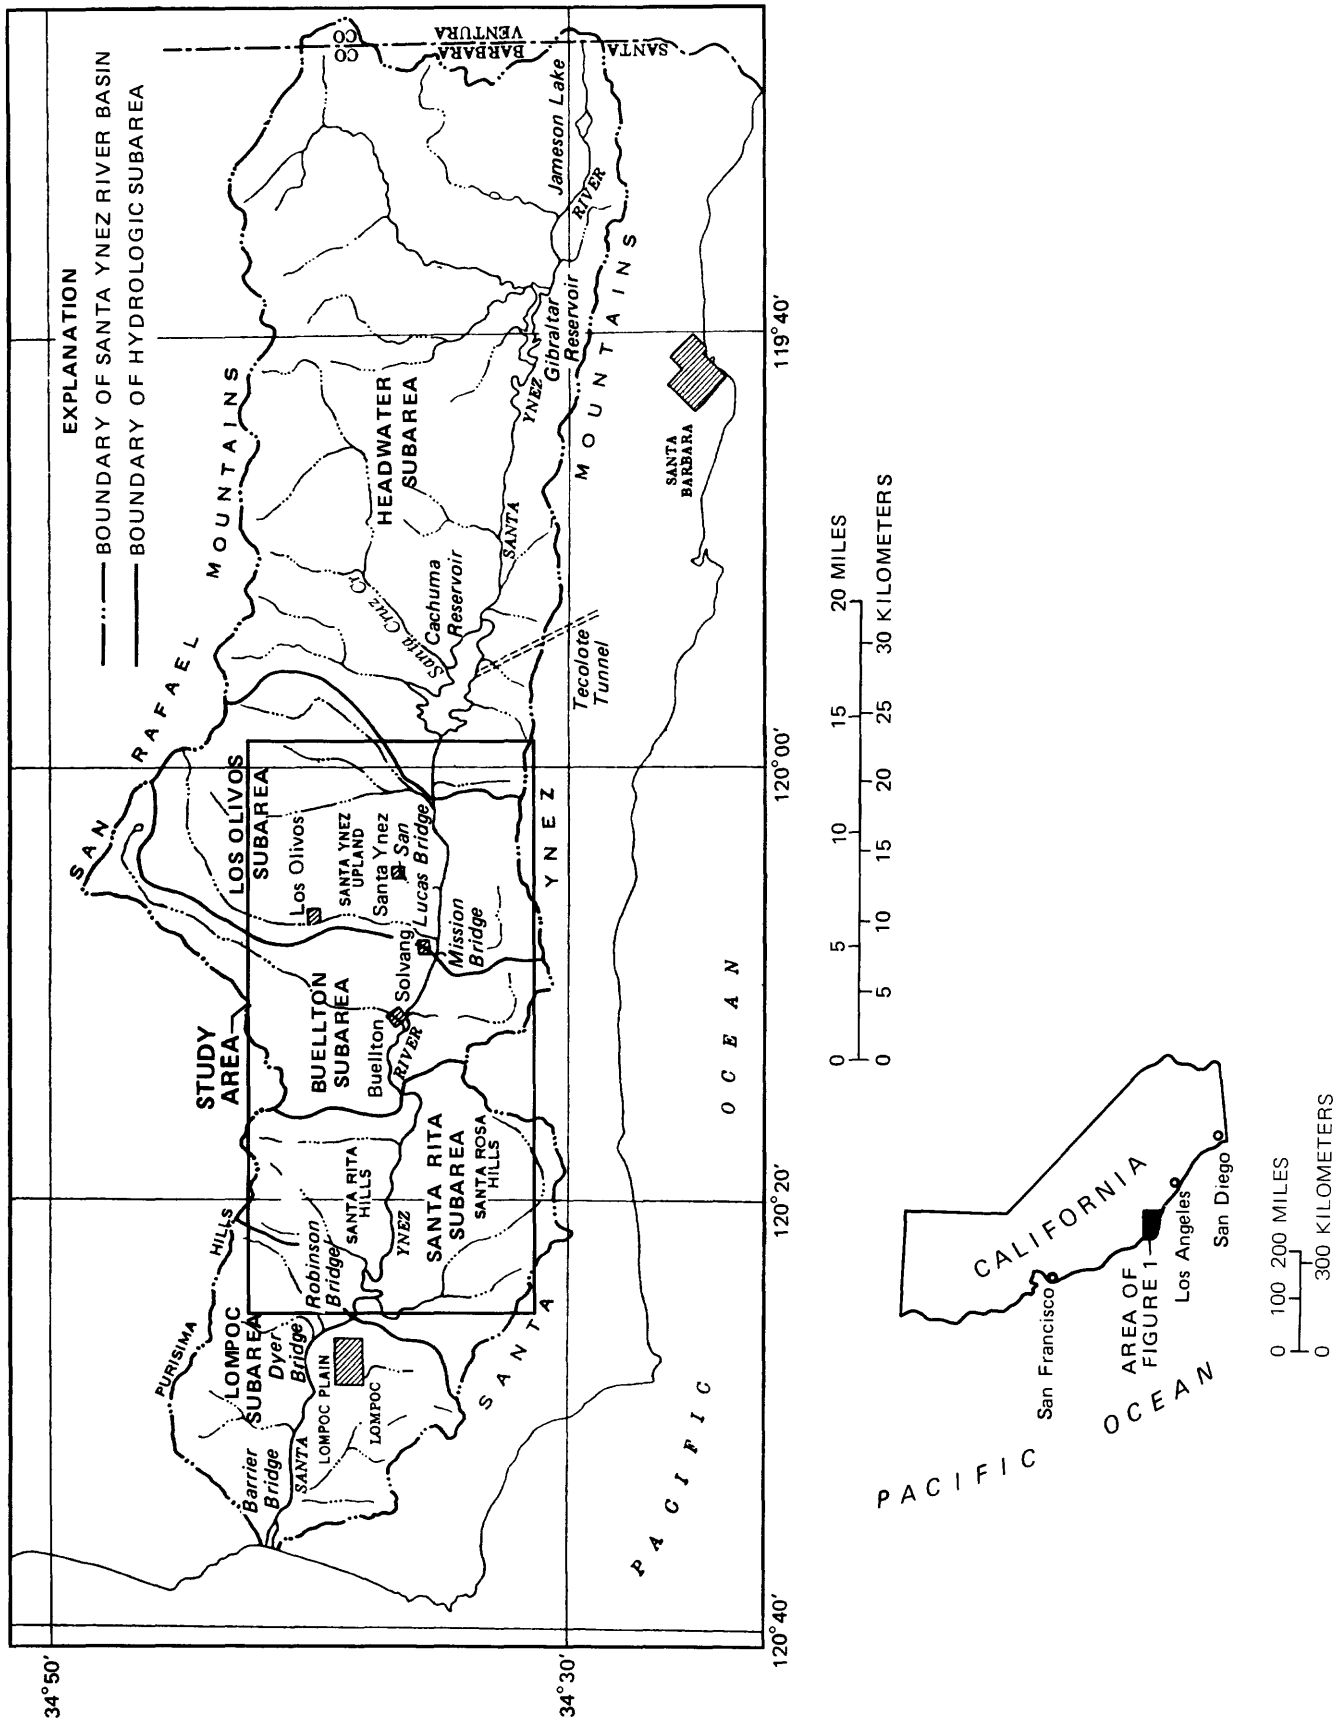 EXPLANATION
BOUNDARY OF SANTA YNEZ RIVER BASIN
BOUNDARY OF HYDROLOGIC SUBAREA
34°50'
34°30'
120°40'
120°20'
120°00'
119°40'
SAN RAFAEL MOUNTAINS
PURISIMA
HILLS
STUDY
AREA
LOS OLIVOS
SUBAREA
Los Olivos
SANTA YNEZ
UPLAND
Santa Ynez
San
Lucas Bridge
Solvang
Mission
Bridge
BUELLTON
SUBAREA
Buellton
RIVER
LOMPOC
SUBAREA
Dyer
Bridge
Robinson
Bridge
SANTA RITA
HILLS
YNEZ
SANTA RITA
SUBAREA
SANTA ROSA
HILLS
Barrier
Bridge
SANTA
LOMPOC PLAIN
LOMPOC
HEADWATER
SUBAREA
Santa Cruz Cr
Cachuma
Reservoir
SANTA
YNEZ
Gibraltar
Reservoir
RIVER
Jameson Lake
Tecolote
Tunnel
SANTA YNEZ MOUNTAINS
SANTA
BARBARA
SANTA
BARBARA CO
VENTURA CO
PACIFIC OCEAN
0 5 10 15 20 MILES
0 5 10 15 20 25 30 KILOMETERS
CALIFORNIA
San Francisco
AREA OF
FIGURE 1
Los Angeles
San Diego
PACIFIC OCEAN
0 100 200 MILES
0 300 KILOMETERS